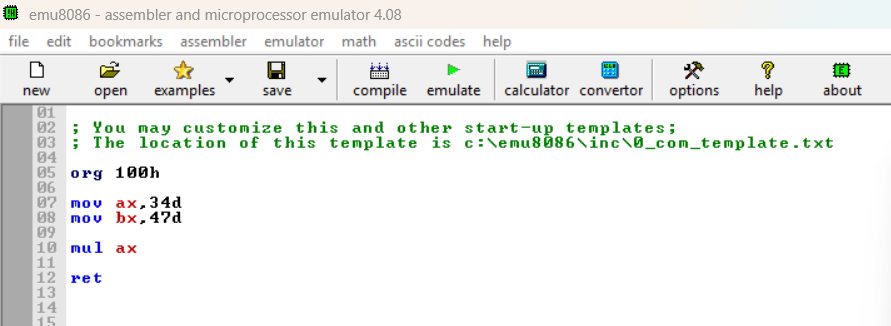 emu8086 - assembler and microprocessor emulator 4.08
file edit bookmarks assembler emulator math ascii codes help
new open examples save compile emulate calculator convertor options help about
01
02 ; You may customize this and other start-up templates;
03 ; The location of this template is c:\emu8086\inc\0_com_template.txt
04
05 org 100h
06
07 mov ax,34d
08 mov bx,47d
09
10 mul ax
11
12 ret
13
14
15